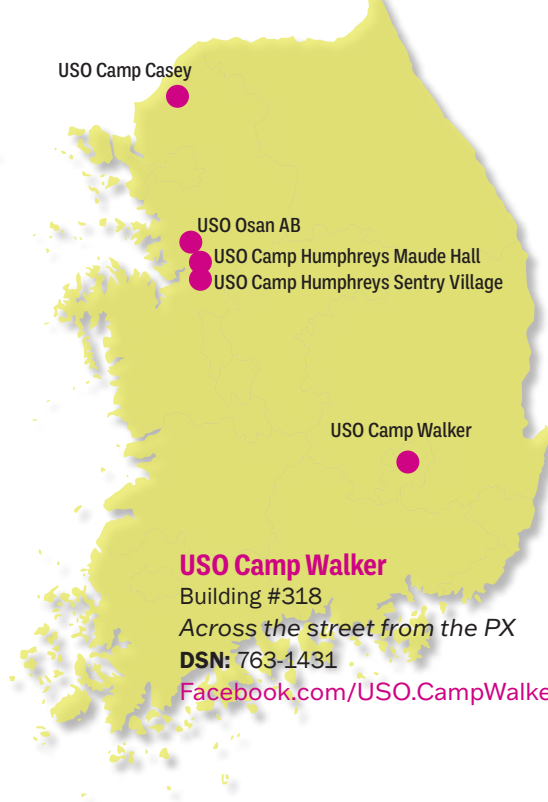 USO Camp Casey
USO Osan AB
USO Camp Humphreys Maude Hall
USO Camp Humphreys Sentry Village
USO Camp Walker
USO Camp Walker
Building #318
Across the street from the PX
DSN: 763-1431
Facebook.com/USO.CampWalke